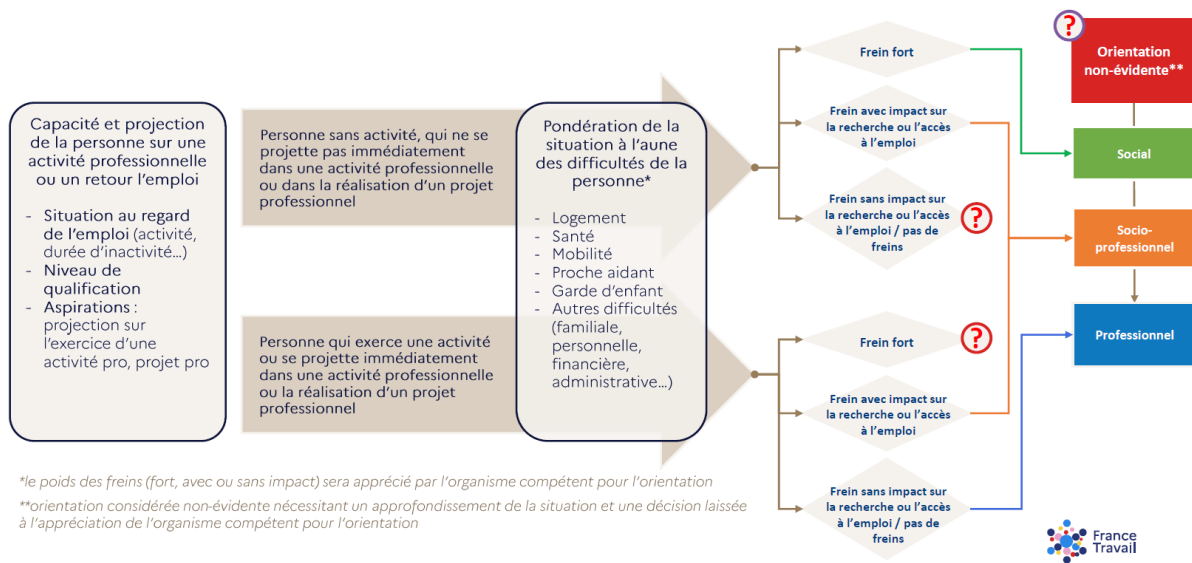 Capacité et projection
de la personne sur une
activité professionnelle
ou un retour l'emploi
- Situation au regard
de l'emploi (activité,
durée d'inactivité…)
- Niveau de
qualification
- Aspirations :
projection sur
l'exercice d'une
activité pro, projet pro
Personne sans activité, qui ne se
projette pas immédiatement
dans une activité professionnelle
ou dans la réalisation d'un projet
professionnel
Personne qui exerce une activité
ou se projette immédiatement
dans une activité professionnelle
ou la réalisation d'un projet
professionnel
Pondération de la
situation à l'aune
des difficultés de la
personne*
- Logement
- Santé
- Mobilité
- Proche aidant
- Garde d'enfant
- Autres difficultés
(familiale,
personnelle,
financière,
administrative…)
Frein fort
Frein avec impact sur
la recherche ou l'accès
à l'emploi
Frein sans impact sur
la recherche ou l'accès
à l'emploi / pas de
freins
?
Frein fort
?
Frein avec impact sur
la recherche ou l'accès
à l'emploi
Frein sans impact sur
la recherche ou l'accès
à l'emploi / pas de
freins
?
Orientation
non-évidente**
Social
Socio-
professionnel
Professionnel
*le poids des freins (fort, avec ou sans impact) sera apprécié par l'organisme compétent pour l'orientation
**orientation considérée non-évidente nécessitant un approfondissement de la situation et une décision laissée
à l'appréciation de l'organisme compétent pour l'orientation
France
Travail